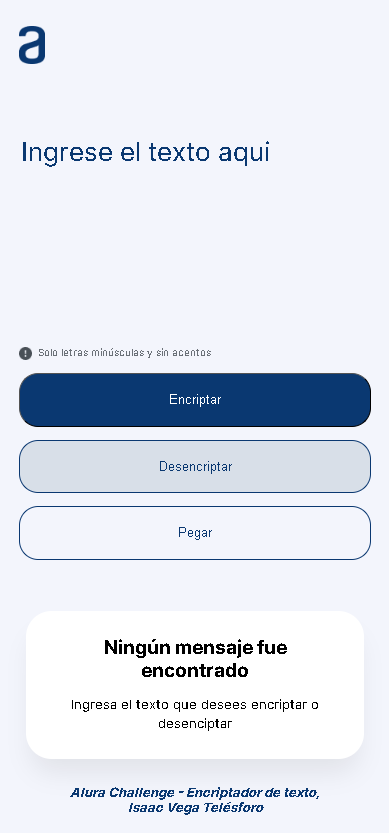 a
Ingrese el texto aqui
Solo letras minúsculas y sin acentos
Encriptar
Desencriptar
Pegar
Ningún mensaje fue
encontrado
Ingresa el texto que desees encriptar o
desenciptar
Alura Challenge - Encriptador de texto,
Isaac Vega Telésforo